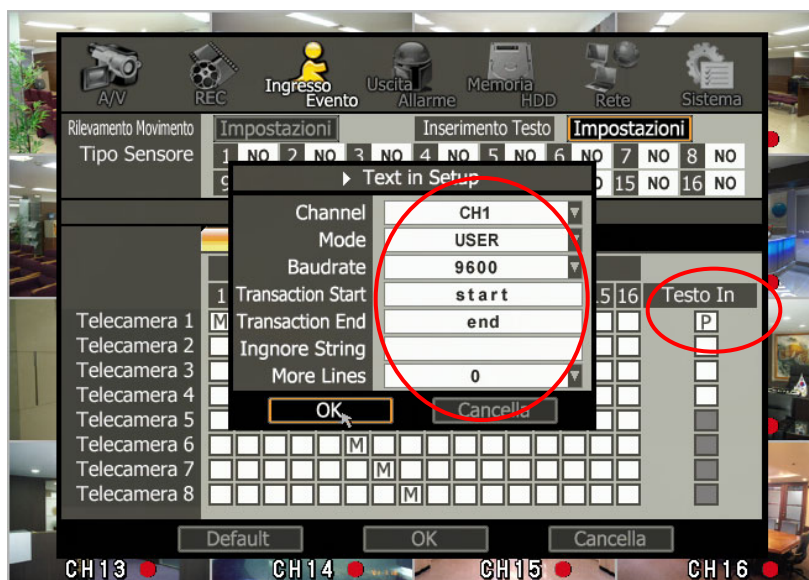 A/V REC Ingresso Evento Uscita Allarme Memoria HDD Rete Sistema
Rilevamento Movimento Impostazioni Inserimento Testo Impostazioni
Tipo Sensore 1 NO 2 NO 3 NO 4 NO 5 NO 6 NO 7 NO 8 NO
9 15 NO 16 NO
Text in Setup
Channel CH1
Mode USER
Baudrate 9600
Transaction Start start
Transaction End end
Ingnore String
More Lines 0
OK Cancella
1 5 16 Testo In
Telecamera 1 M P
Telecamera 2
Telecamera 3
Telecamera 4
Telecamera 5
Telecamera 6 M
Telecamera 7 M
Telecamera 8 M
Default OK Cancella
CH13 CH14 CH15 CH16